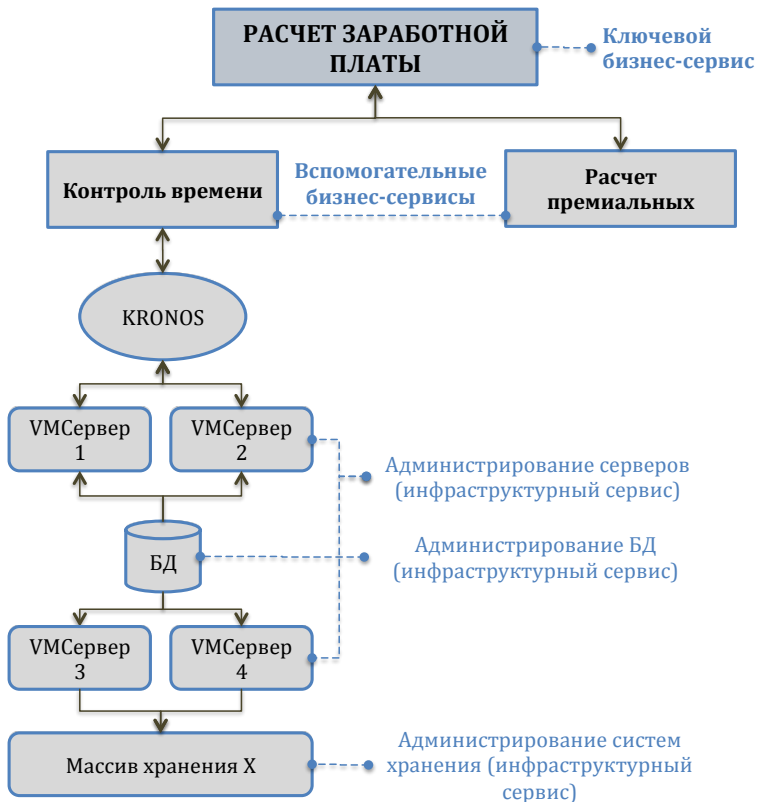 РАСЧЕТ ЗАРАБОТНОЙ
ПЛАТЫ
Ключевой
бизнес-сервис
Контроль времени
Вспомогательные
бизнес-сервисы
Расчет
премиальных
KRONOS
VMСервер
1
VMСервер
2
Администрирование серверов
(инфраструктурный сервис)
БД
Администрирование БД
(инфраструктурный сервис)
VMСервер
3
VMСервер
4
Массив хранения X
Администрирование систем
хранения (инфраструктурный
сервис)